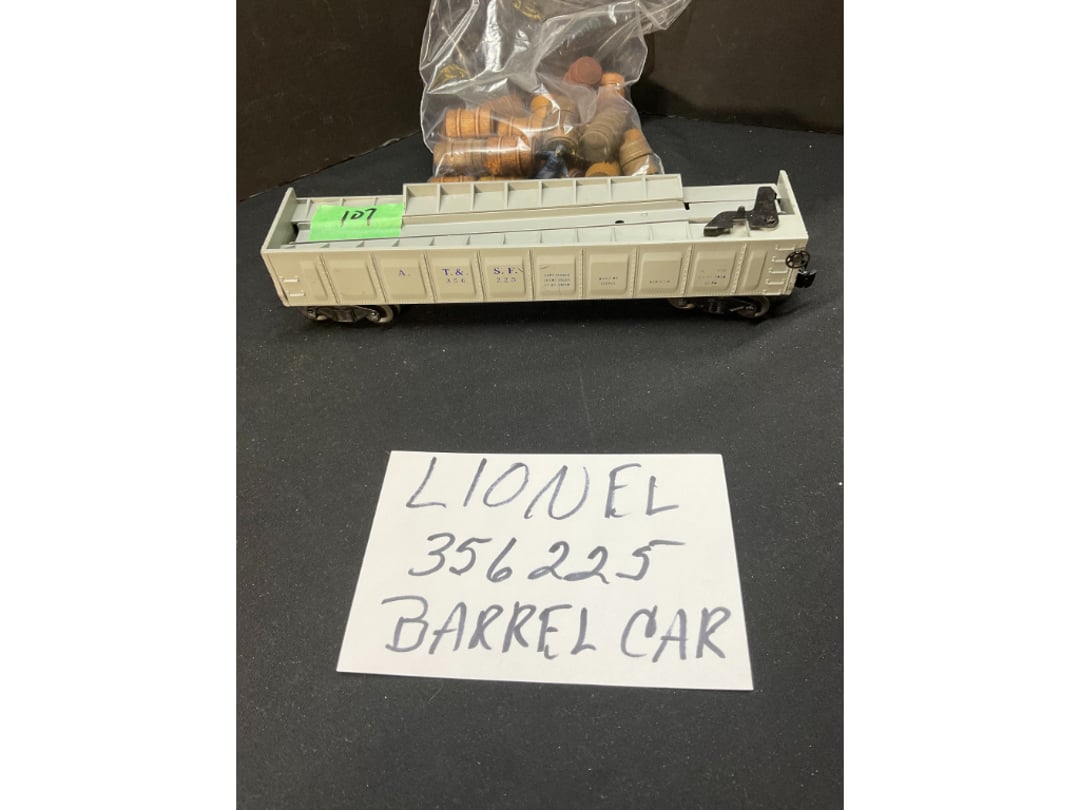 107
A. T. & S. F.
356 225
LIONEL
356225
BARREL CAR